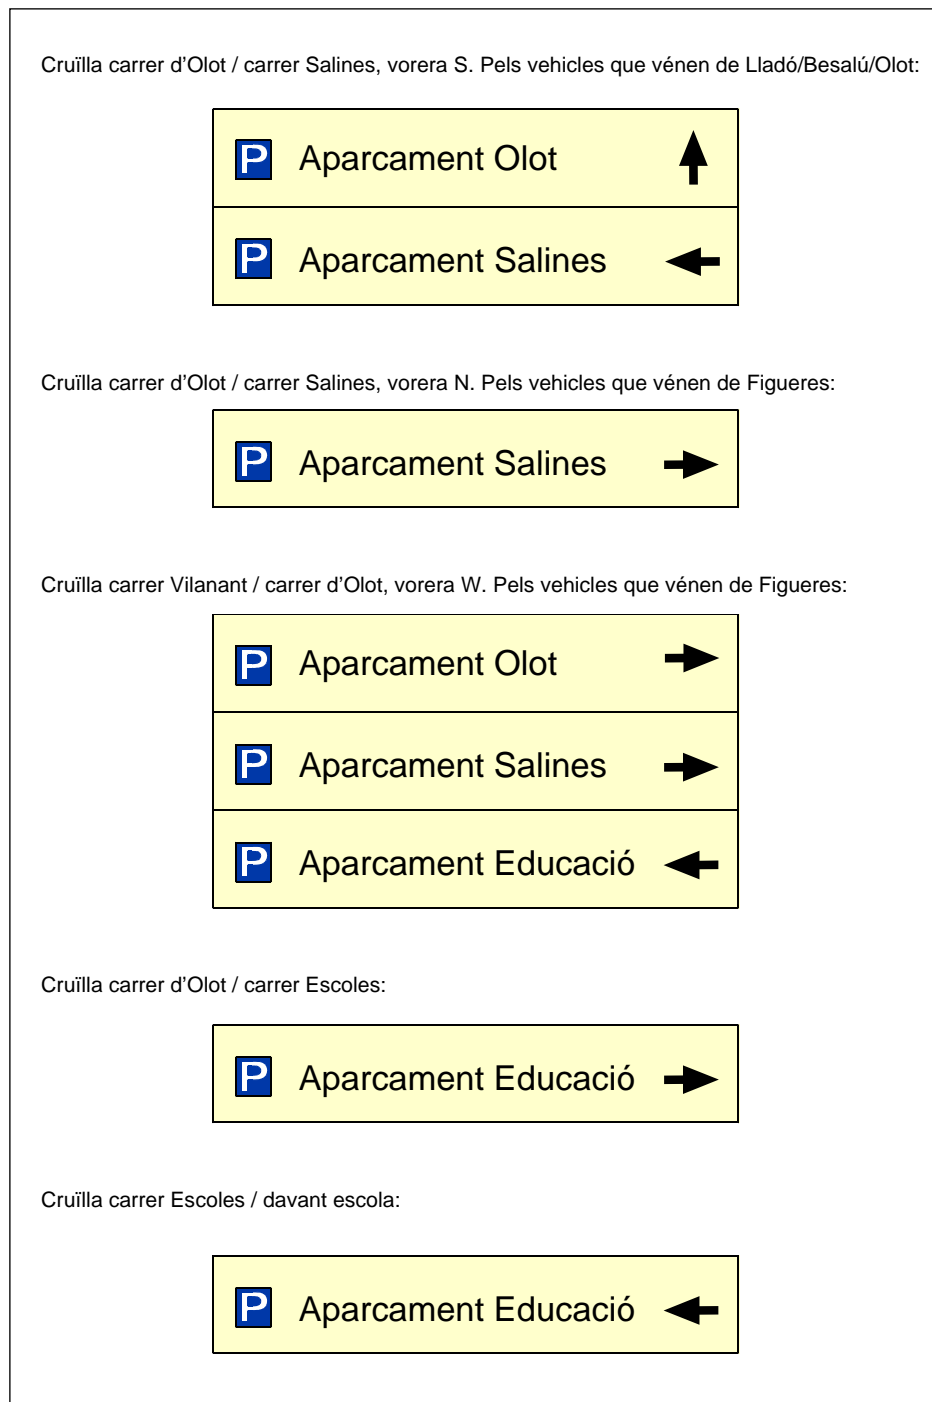 Cruïlla carrer d’Olot / carrer Salines, vorera S. Pels vehicles que vénen de Lladó/Besalú/Olot:
P Aparcament Olot
P Aparcament Salines
Cruïlla carrer d’Olot / carrer Salines, vorera N. Pels vehicles que vénen de Figueres:
P Aparcament Salines
Cruïlla carrer Vilanant / carrer d’Olot, vorera W. Pels vehicles que vénen de Figueres:
P Aparcament Olot
P Aparcament Salines
P Aparcament Educació
Cruïlla carrer d’Olot / carrer Escoles:
P Aparcament Educació
Cruïlla carrer Escoles / davant escola:
P Aparcament Educació